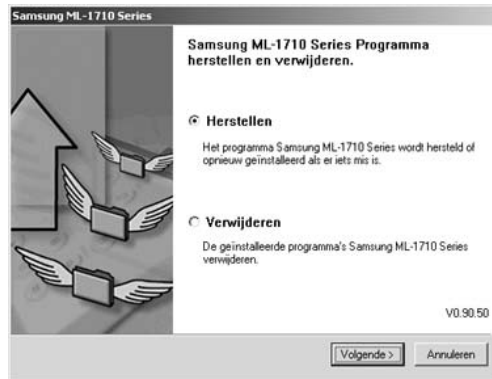 Samsung ML-1710 Series
Samsung ML-1710 Series Programma
herstellen en verwijderen.
Herstellen
Het programma Samsung ML-1710 Series wordt hersteld of
opnieuw geïnstalleerd als er iets mis is.
Verwijderen
De geïnstalleerde programma's Samsung ML-1710 Series
verwijderen.
V0.90.50
Volgende >
Annuleren